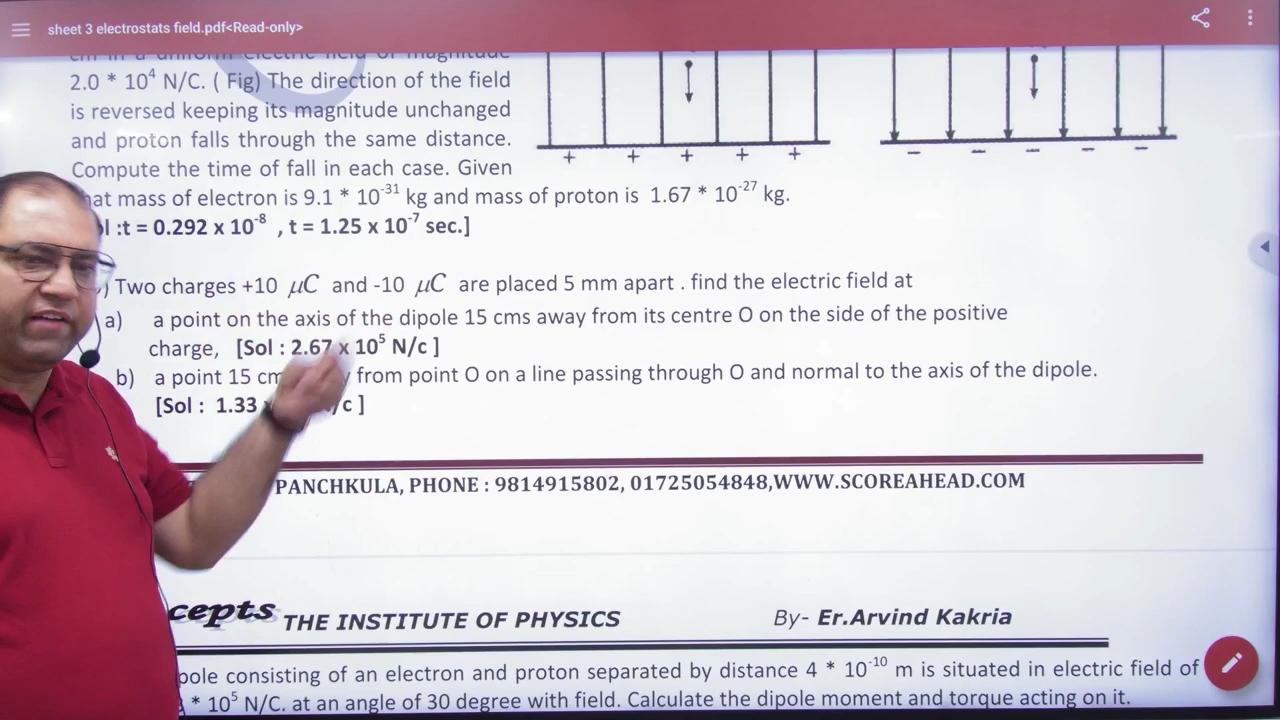 sheet 3 electrostats field.pdf<Read-only>
2.0 * 10⁴ N/C. ( Fig) The direction of the field
is reversed keeping its magnitude unchanged
and proton falls through the same distance.
Compute the time of fall in each case. Given
mass of electron is 9.1 * 10⁻³¹ kg and mass of proton is 1.67 * 10⁻²⁷ kg.
:t = 0.292 x 10⁻⁸ , t = 1.25 x 10⁻⁷ sec.]
+ + + + +
− − − − −
) Two charges +10 μC and -10 μC are placed 5 mm apart . find the electric field at
a) a point on the axis of the dipole 15 cms away from its centre O on the side of the positive
charge, [Sol : 2.67 x 10⁵ N/c ]
b) a point 15 from point O on a line passing through O and normal to the axis of the dipole.
[Sol : 1.33 /c ]
PANCHKULA, PHONE : 9814915802, 01725054848,WWW.SCOREAHEAD.COM
cepts THE INSTITUTE OF PHYSICS By- Er.Arvind Kakria
pole consisting of an electron and proton separated by distance 4 * 10⁻¹⁰ m is situated in electric field of
* 10⁵ N/C. at an angle of 30 degree with field. Calculate the dipole moment and torque acting on it.